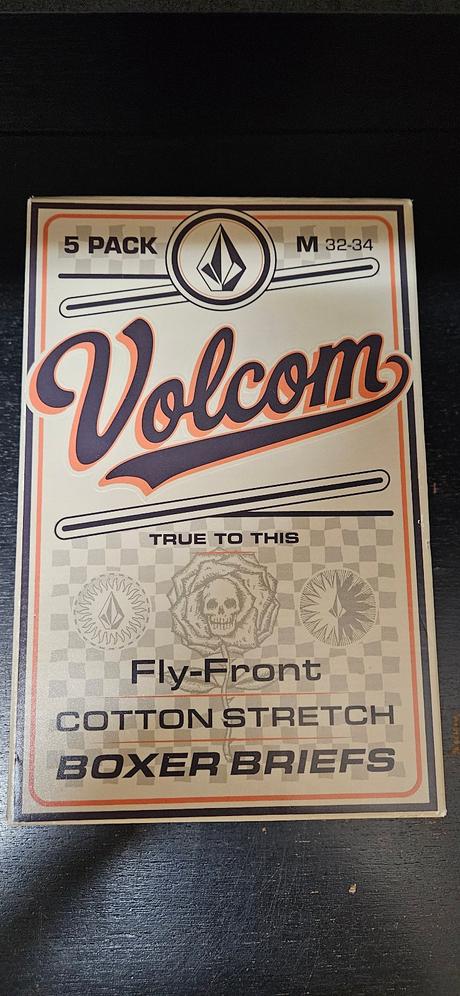 5 PACK M 32-34
Volcom
TRUE TO THIS
Fly-Front
COTTON STRETCH
BOXER BRIEFS